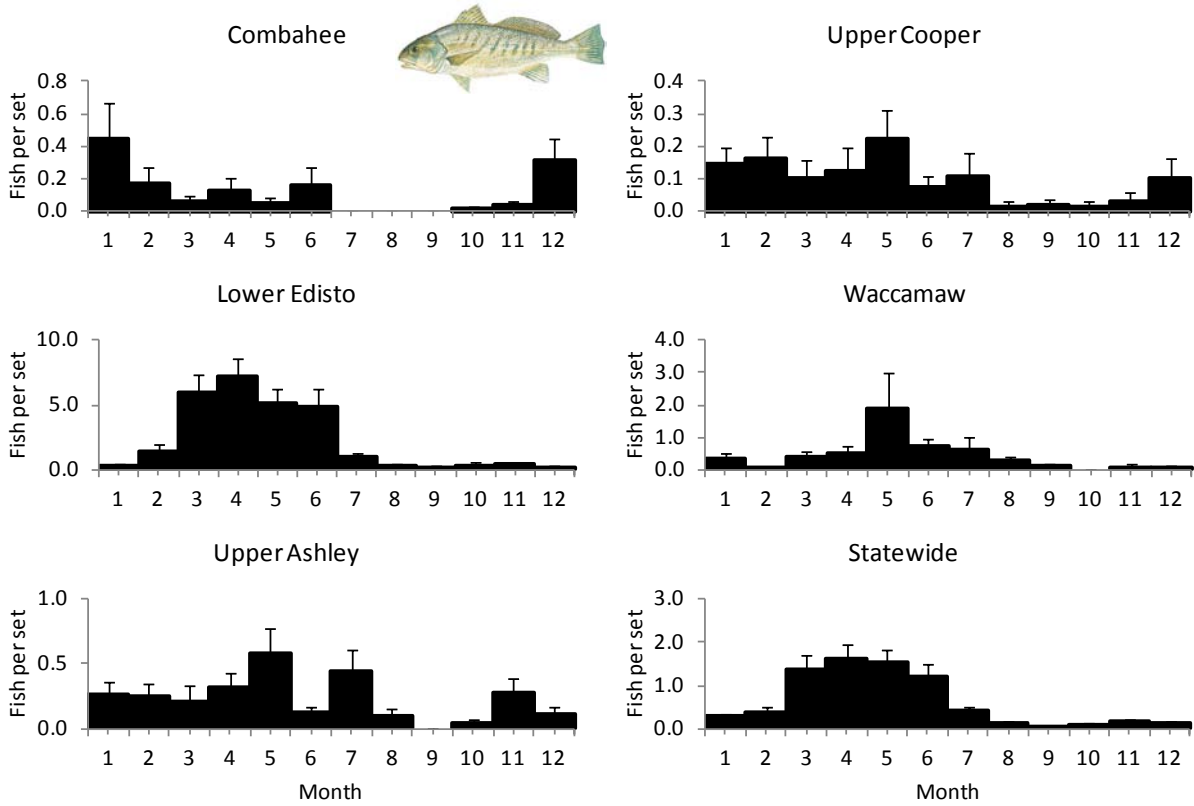 Combahee
Fish per set
0.8
0.6
0.4
0.2
0.0
1 2 3 4 5 6 7 8 9 10 11 12
Upper Cooper
Fish per set
0.4
0.3
0.2
0.1
0.0
1 2 3 4 5 6 7 8 9 10 11 12
Lower Edisto
Fish per set
10.0
5.0
0.0
1 2 3 4 5 6 7 8 9 10 11 12
Waccamaw
Fish per set
4.0
3.0
2.0
1.0
0.0
1 2 3 4 5 6 7 8 9 10 11 12
Upper Ashley
Fish per set
1.0
0.5
0.0
1 2 3 4 5 6 7 8 9 10 11 12
Month
Statewide
Fish per set
3.0
2.0
1.0
0.0
1 2 3 4 5 6 7 8 9 10 11 12
Month